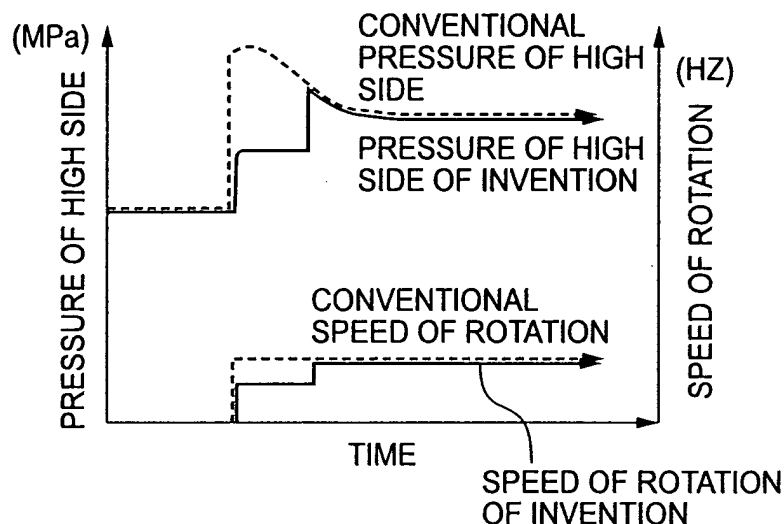 (MPa)
PRESSURE OF HIGH SIDE
CONVENTIONAL
PRESSURE OF HIGH
SIDE
PRESSURE OF HIGH
SIDE OF INVENTION
(HZ)
SPEED OF ROTATION
CONVENTIONAL
SPEED OF ROTATION
TIME
SPEED OF ROTATION
OF INVENTION